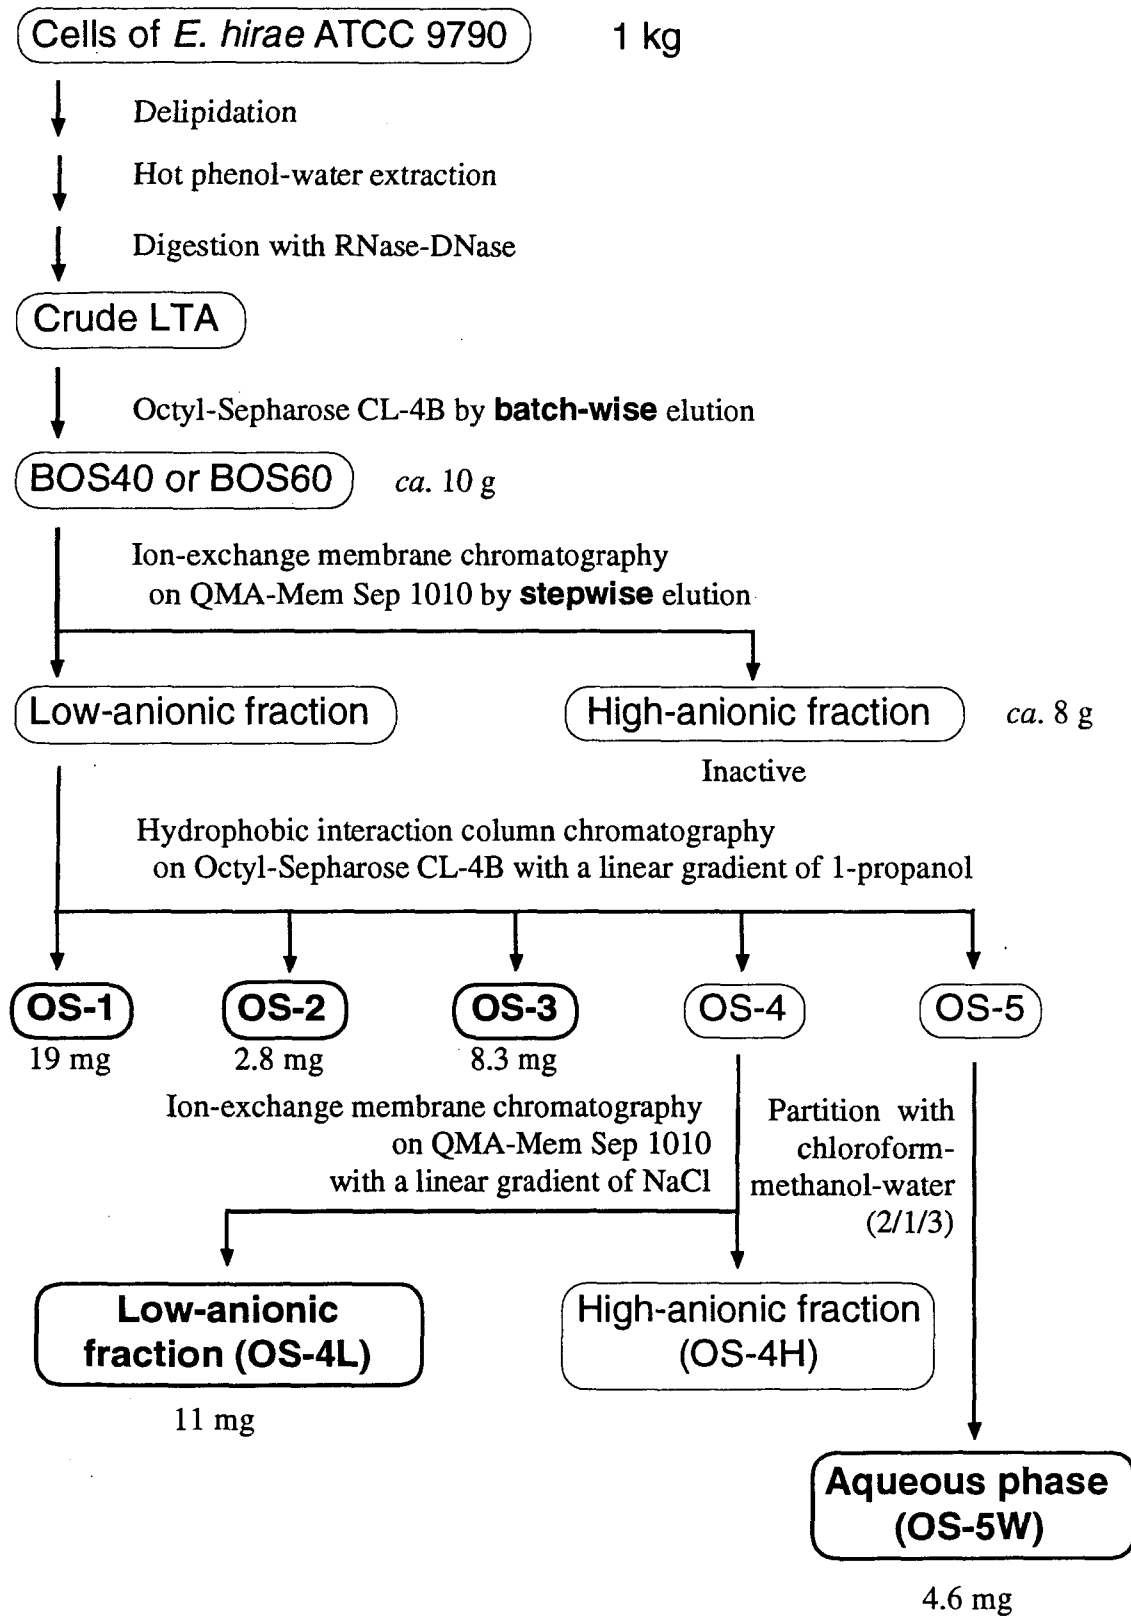 Cells of E. hirae ATCC 9790 1 kg
Delipidation
Hot phenol-water extraction
Digestion with RNase-DNase
Crude LTA
Octyl-Sepharose CL-4B by batch-wise elution
BOS40 or BOS60 ca. 10 g
Ion-exchange membrane chromatography
on QMA-Mem Sep 1010 by stepwise elution
Low-anionic fraction
High-anionic fraction ca. 8 g
Inactive
Hydrophobic interaction column chromatography
on Octyl-Sepharose CL-4B with a linear gradient of 1-propanol
OS-1 OS-2 OS-3 OS-4 OS-5
19 mg 2.8 mg 8.3 mg
Ion-exchange membrane chromatography
on QMA-Mem Sep 1010
with a linear gradient of NaCl
Partition with
chloroform-
methanol-water
(2/1/3)
Low-anionic
fraction (OS-4L)
11 mg
High-anionic fraction
(OS-4H)
Aqueous phase
(OS-5W)
4.6 mg